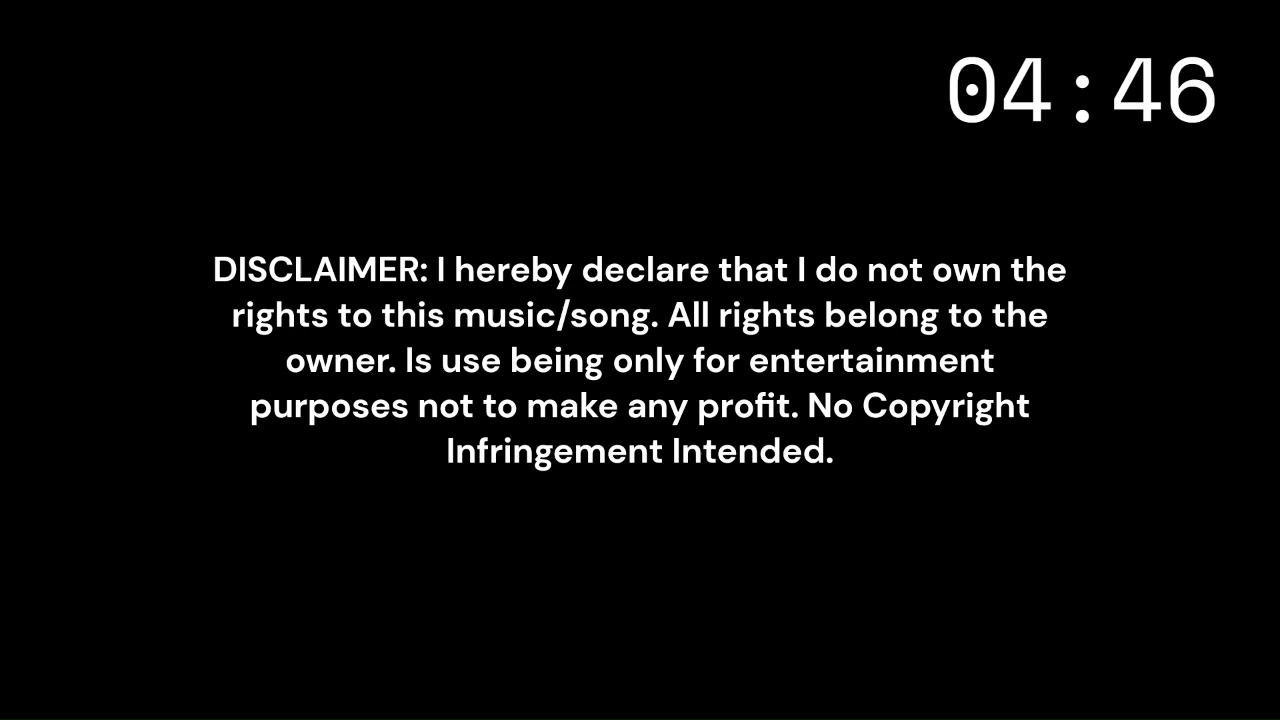 04:46
DISCLAIMER: I hereby declare that I do not own the
rights to this music/song. All rights belong to the
owner. Is use being only for entertainment
purposes not to make any profit. No Copyright
Infringement Intended.